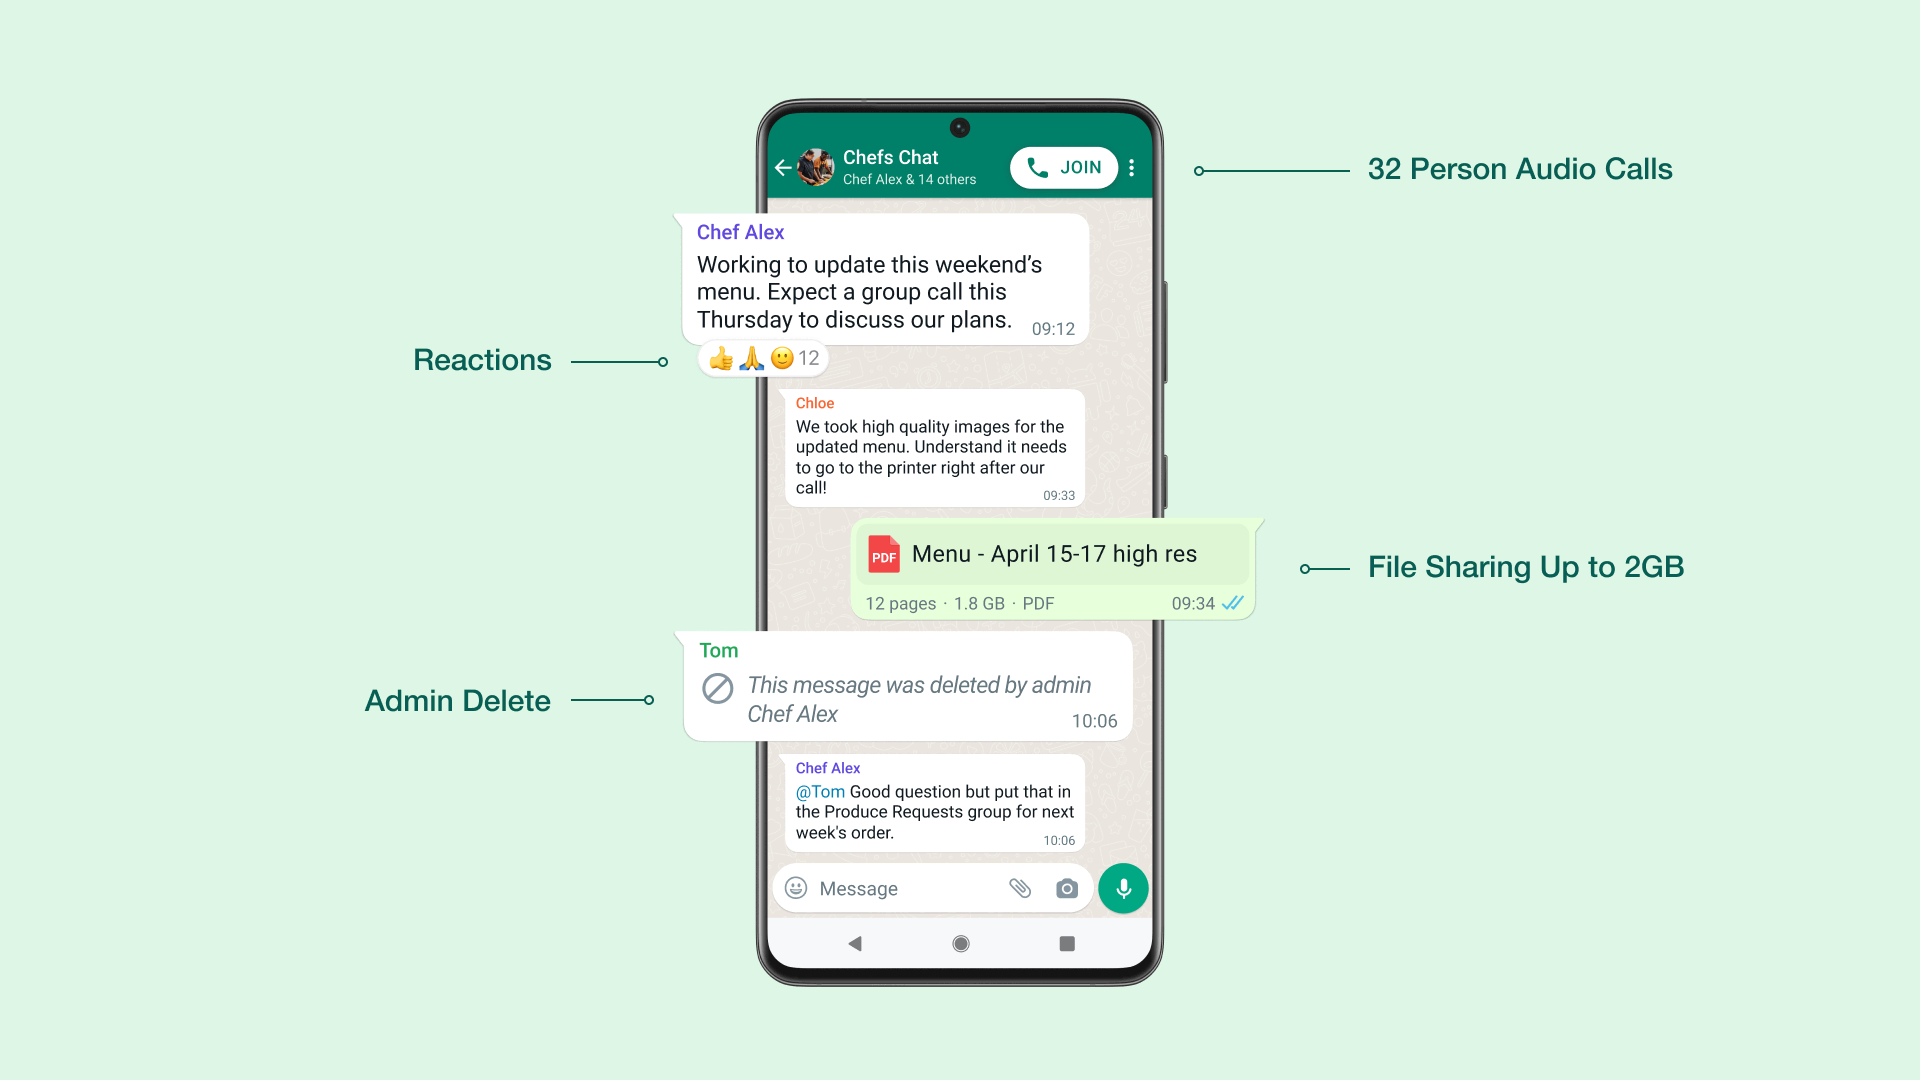 Chefs Chat
Chef Alex & 14 others
JOIN
32 Person Audio Calls
Chef Alex
Working to update this weekend’s
menu. Expect a group call this
Thursday to discuss our plans.
09:12
Reactions
👍🙏🙂 12
Chloe
We took high quality images for the
updated menu. Understand it needs
to go to the printer right after our
call!
09:33
PDF
Menu - April 15-17 high res
12 pages · 1.8 GB · PDF
09:34
File Sharing Up to 2GB
Tom
This message was deleted by admin
Chef Alex
10:06
Admin Delete
Chef Alex
@Tom Good question but put that in
the Produce Requests group for next
week's order.
10:06
Message